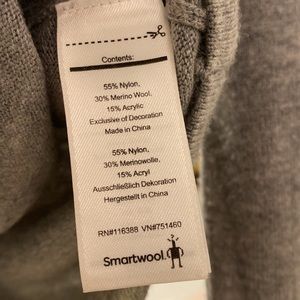 Contents:
55% Nylon,
30% Merino Wool,
15% Acrylic
Exclusive of Decoration
Made in China
55% Nylon,
30% Merinowolle,
15% Acryl
Ausschließlich Dekoration
Hergestellt in China
RN#116388 VN#751460
Smartwool